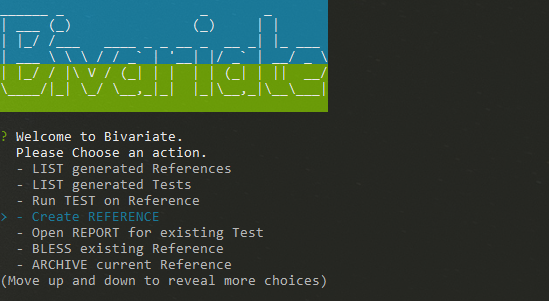 Bivariate
? Welcome to Bivariate.
Please Choose an action.
- LIST generated References
- LIST generated Tests
- Run TEST on Reference
> - Create REFERENCE
- Open REPORT for existing Test
- BLESS existing Reference
- ARCHIVE current Reference
(Move up and down to reveal more choices)